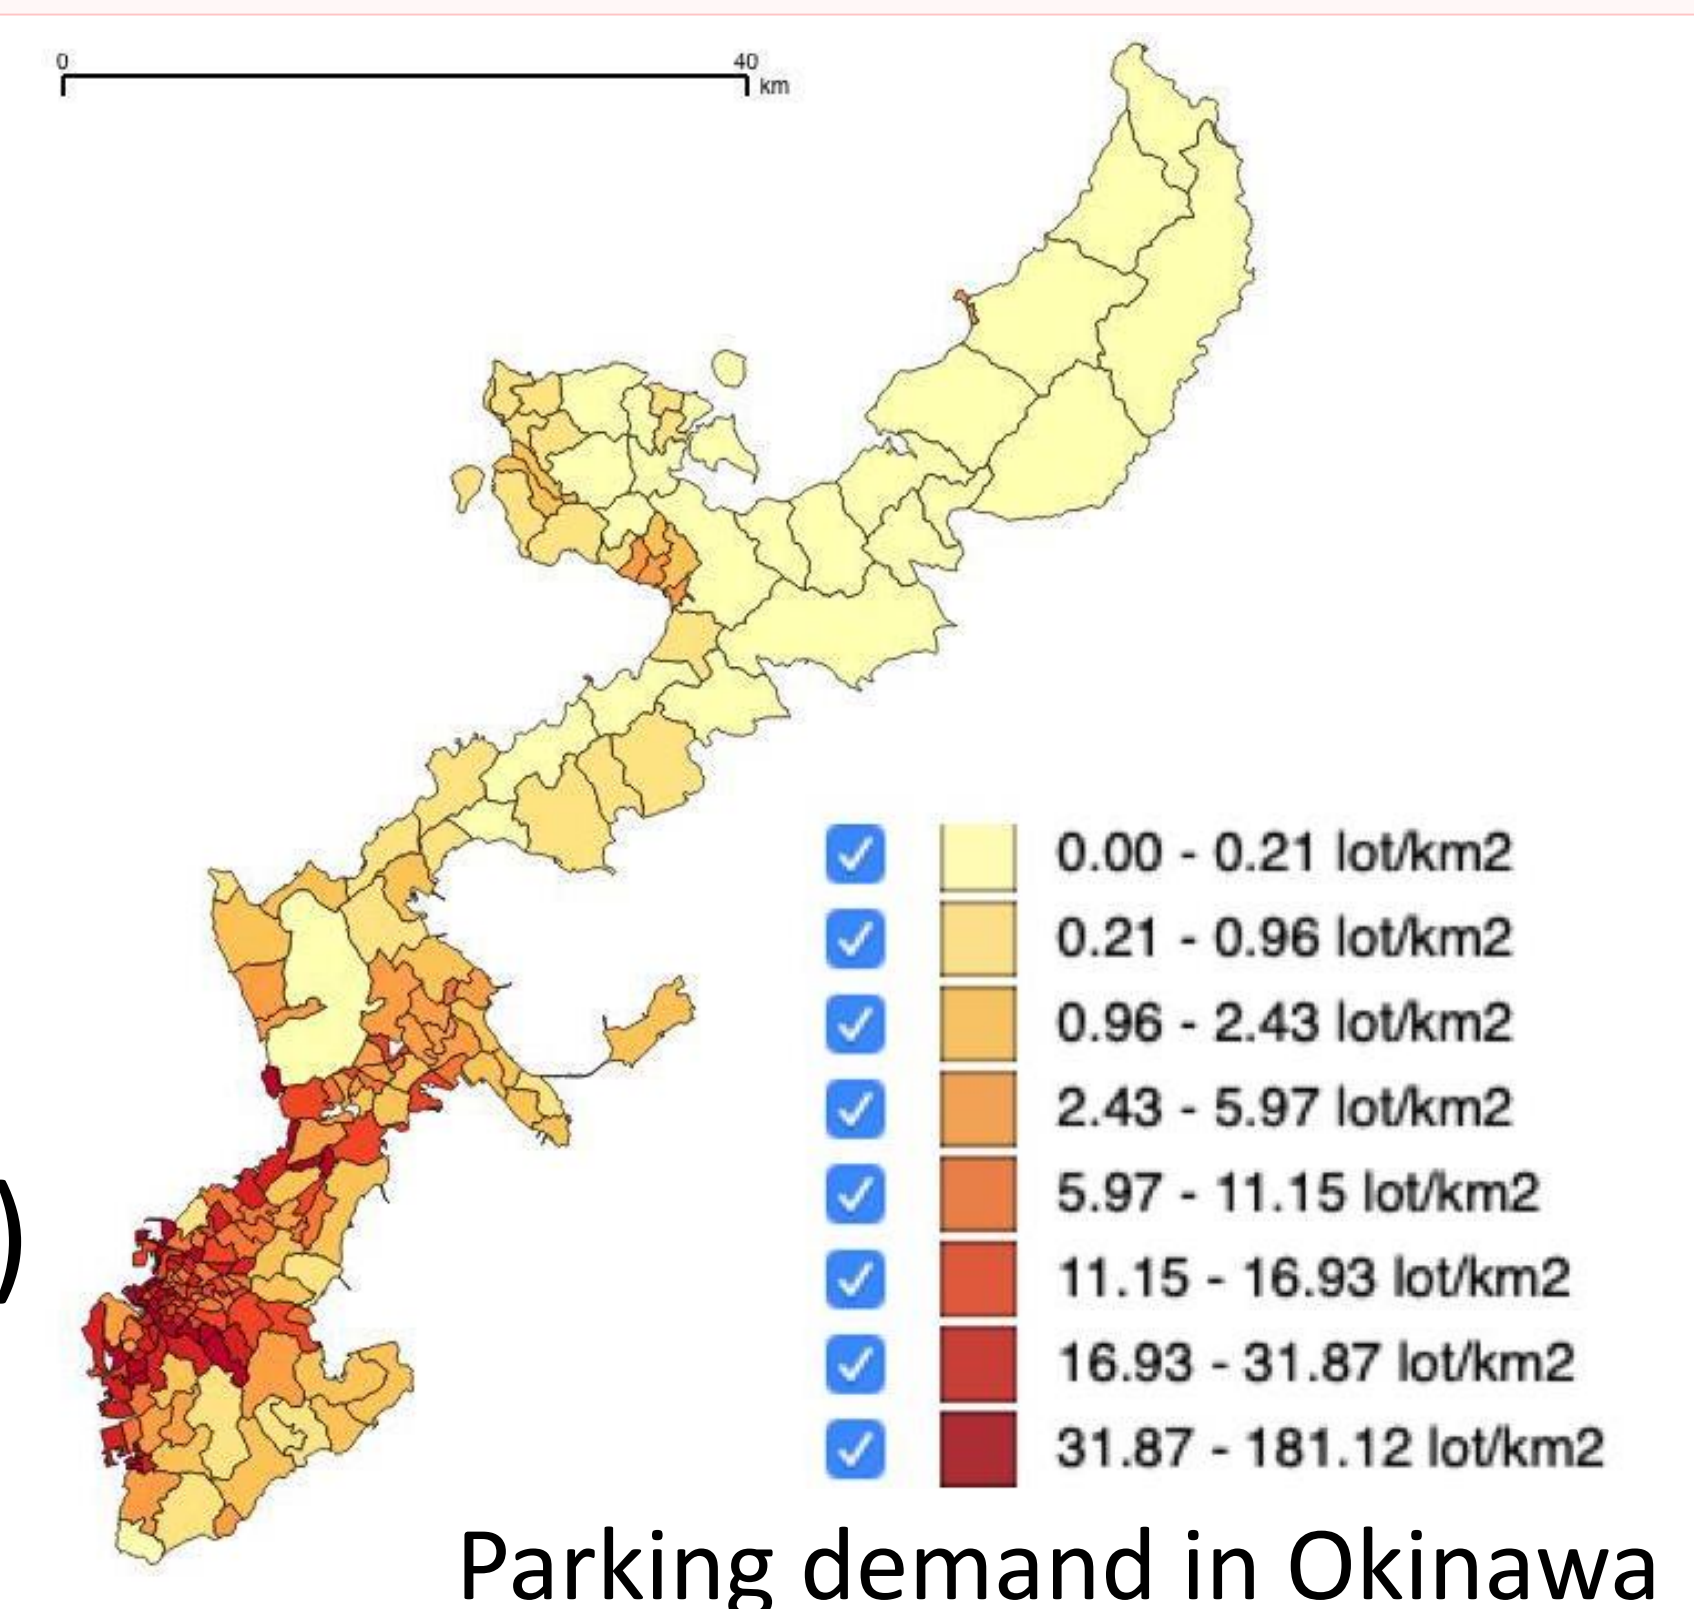 0 40
km
0.00 - 0.21 lot/km2
0.21 - 0.96 lot/km2
0.96 - 2.43 lot/km2
2.43 - 5.97 lot/km2
5.97 - 11.15 lot/km2
11.15 - 16.93 lot/km2
)
16.93 - 31.87 lot/km2
31.87 - 181.12 lot/km2
Parking demand in Okinawa